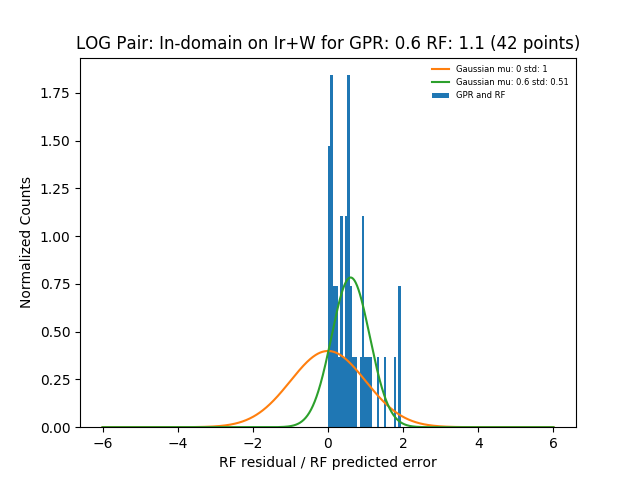 LOG Pair: In-domain on Ir+W for GPR: 0.6 RF: 1.1 (42 points)
Gaussian mu: 0 std: 1
Gaussian mu: 0.6 std: 0.51
GPR and RF
Normalized Counts
1.75
1.50
1.25
1.00
0.75
0.50
0.25
0.00
−6 −4 −2 0 2 4 6
RF residual / RF predicted error